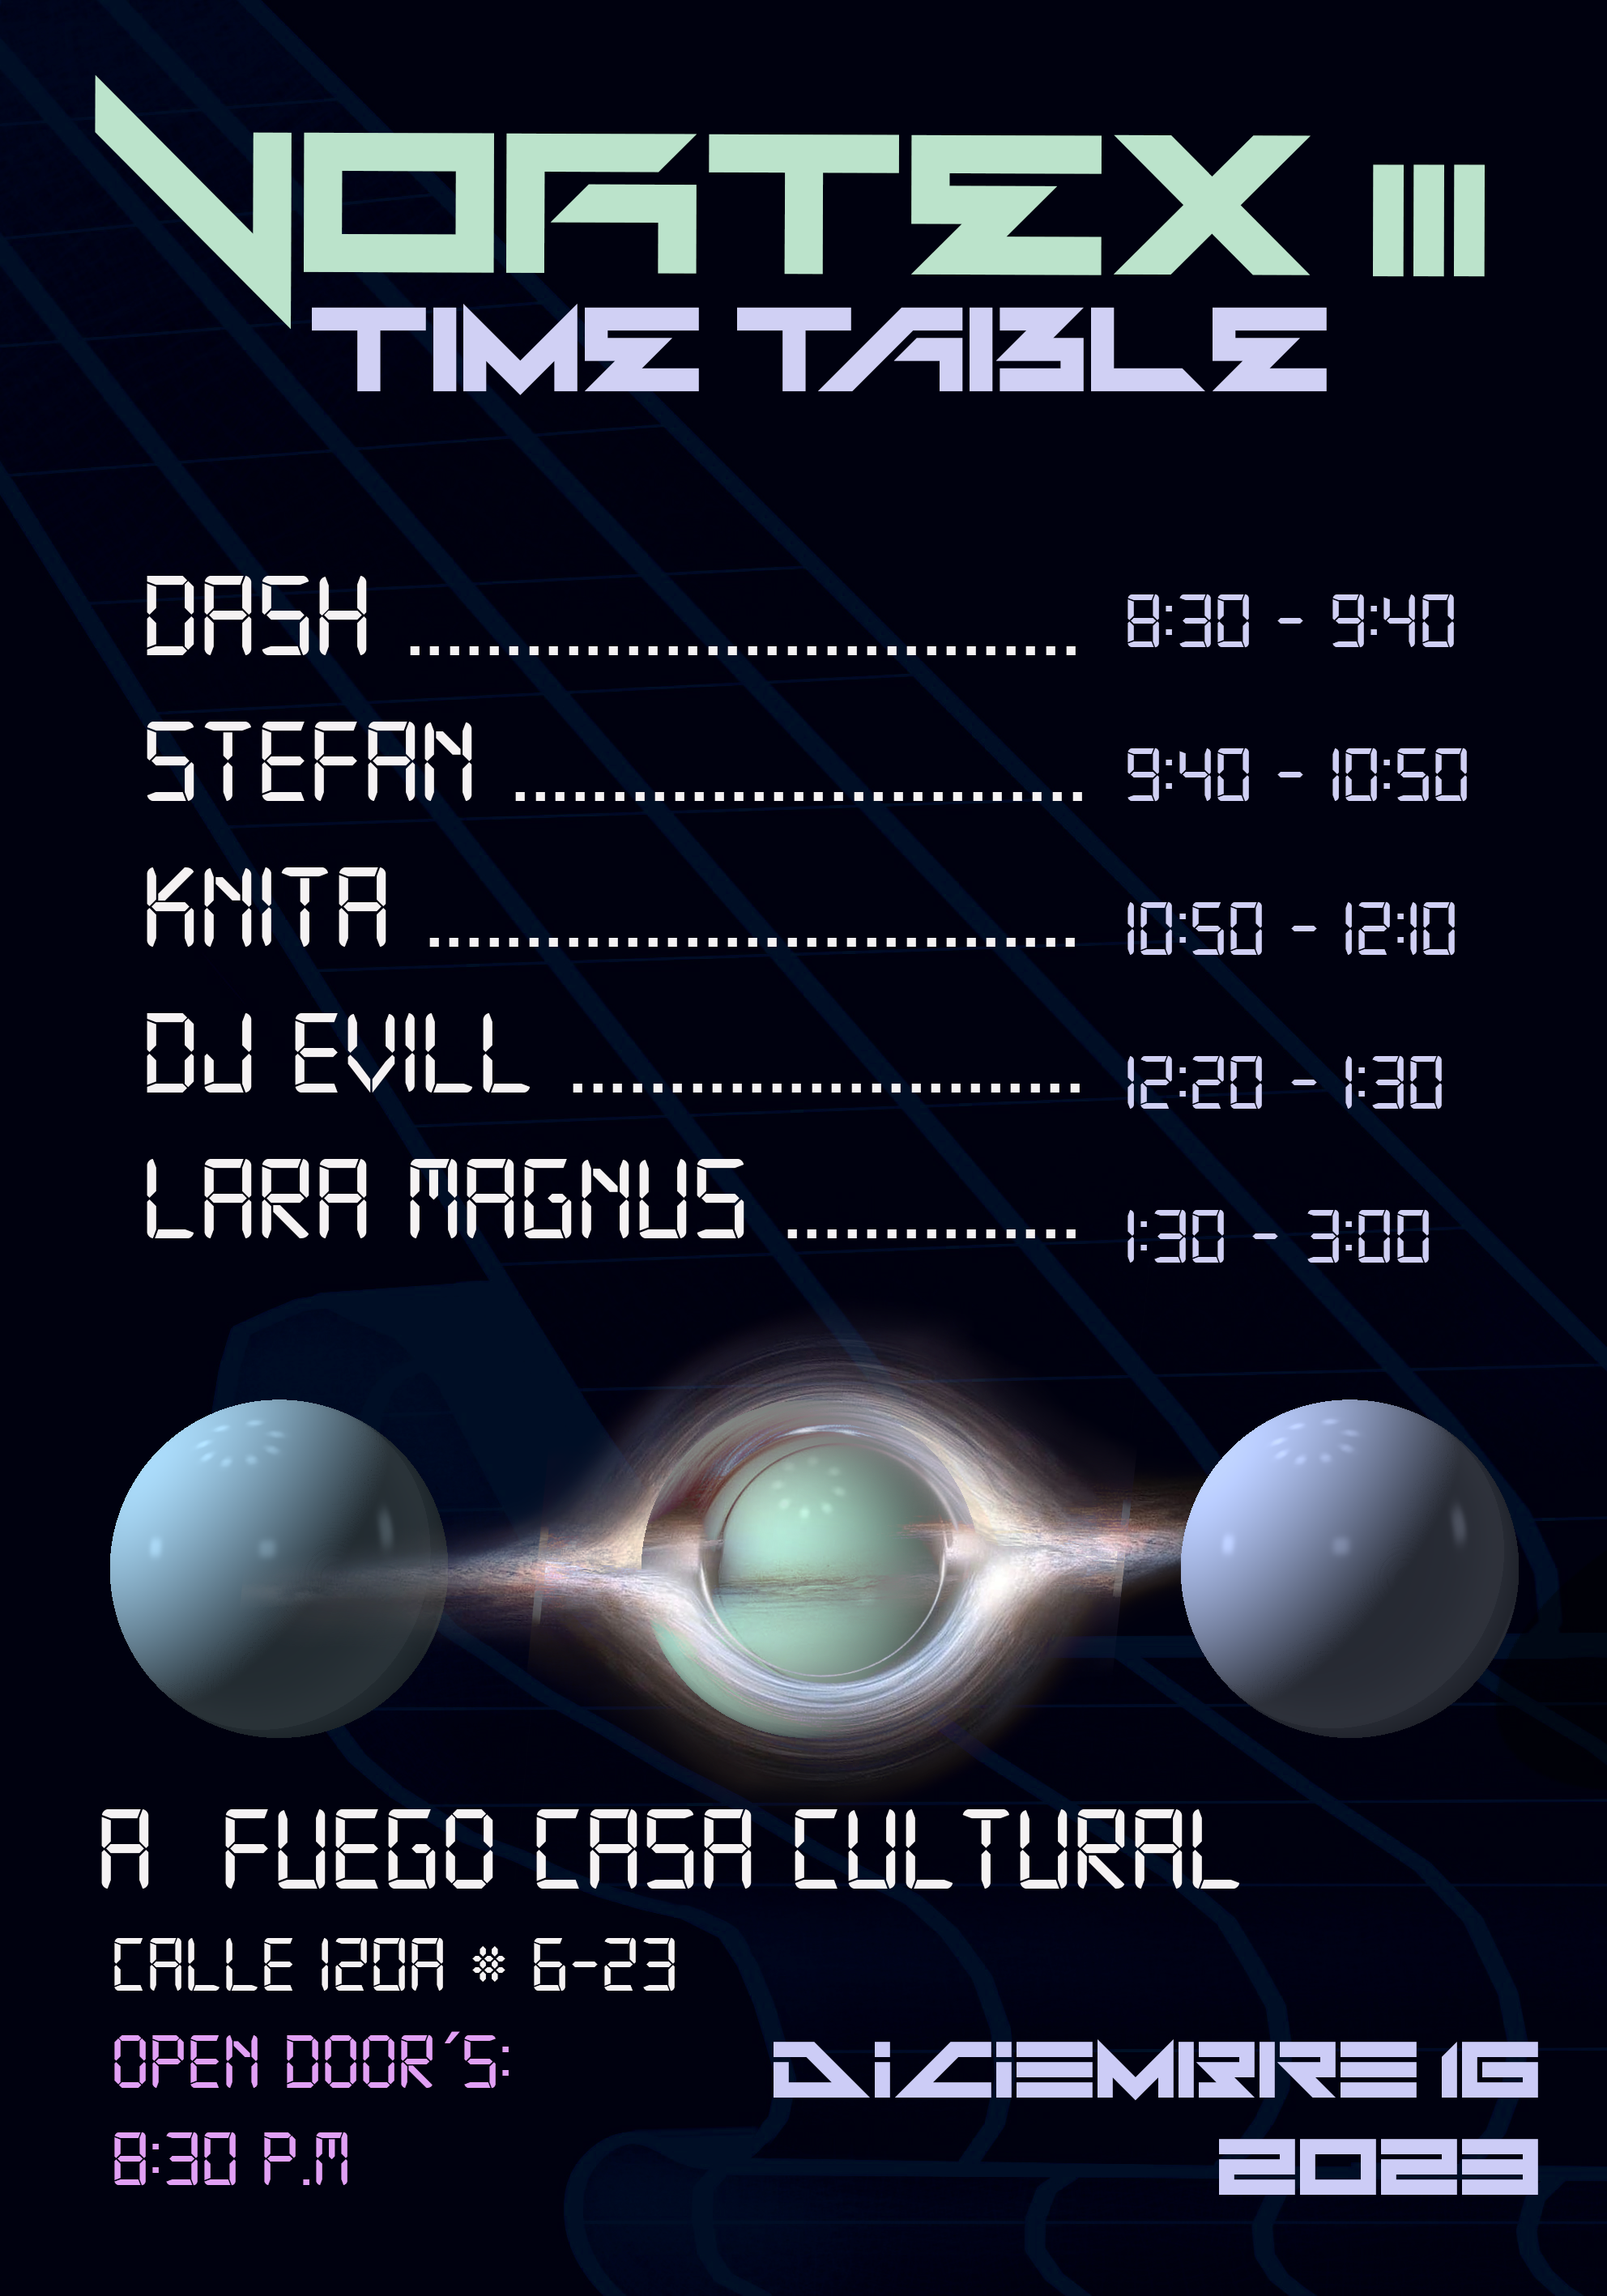 VORTEX III
TIME TABLE
DASH .................................. 8:30 - 9:40
STEFAN ............................. 9:40 - 10:50
KNITA ................................. 10:50 - 12:10
DJ EVILL .......................... 12:20 - 1:30
LARA MAGNUS ............... 1:30 - 3:00
A FUEGO CASA CULTURAL
CALLE 120A # 6-23
OPEN DOOR´S:
8:30 P.M
DiCiEMBRE 16
2023